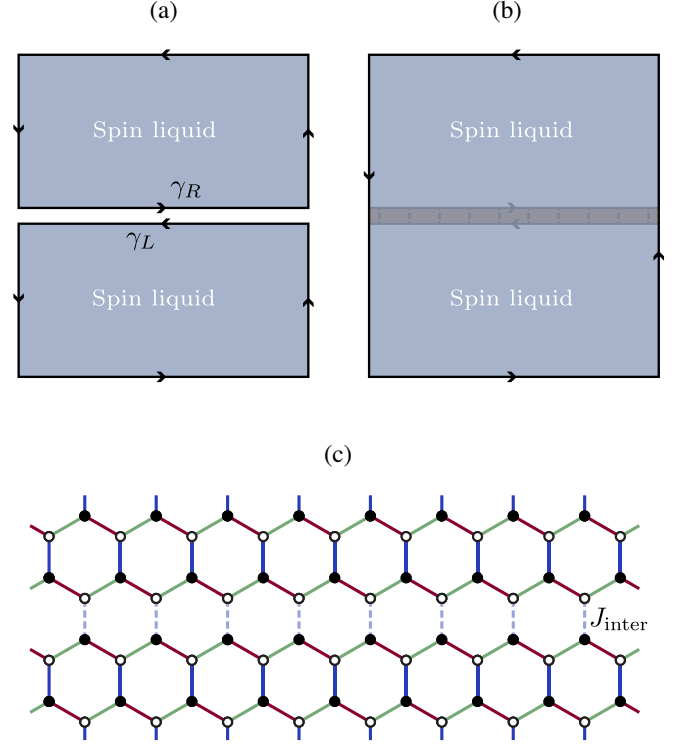 (a)
(b)
Spin liquid
Spin liquid
γ_R
γ_L
Spin liquid
Spin liquid
(c)
J_inter